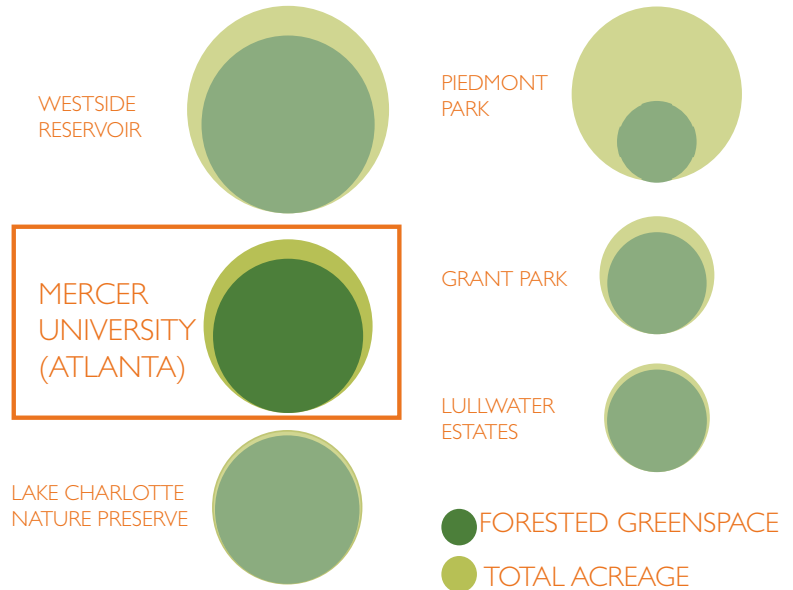 WESTSIDE
RESERVOIR
MERCER
UNIVERSITY
(ATLANTA)
LAKE CHARLOTTE
NATURE PRESERVE
PIEDMONT
PARK
GRANT PARK
LULLWATER
ESTATES
FORESTED GREENSPACE
TOTAL ACREAGE